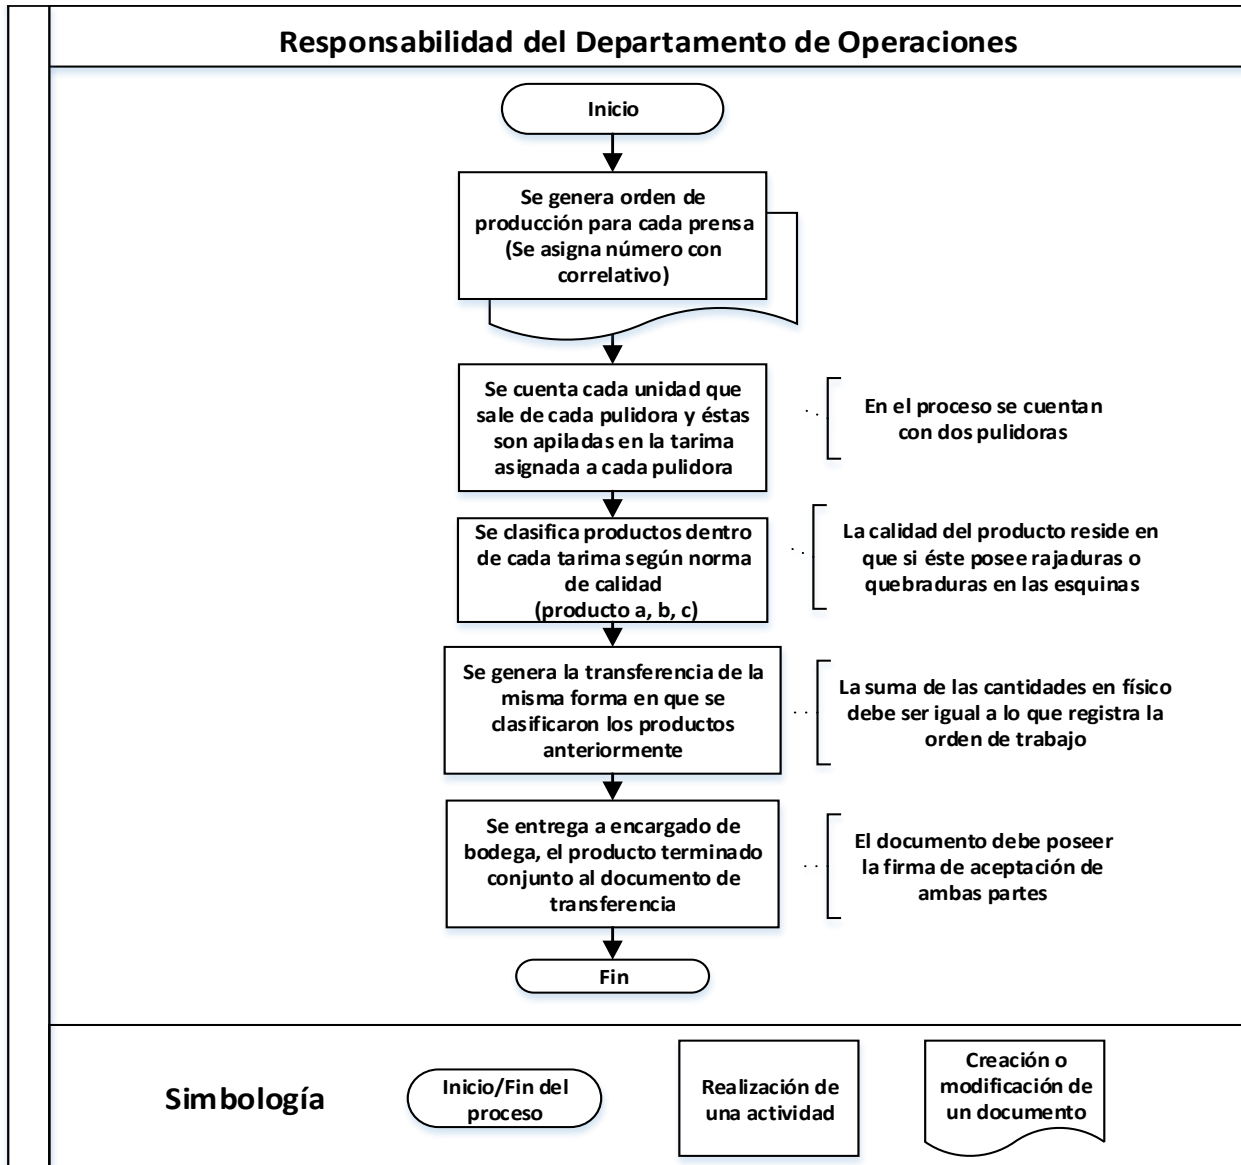 Responsabilidad del Departamento de Operaciones
Inicio
Se genera orden de
producción para cada prensa
(Se asigna número con
correlativo)
Se cuenta cada unidad que
sale de cada pulidora y éstas
son apiladas en la tarima
asignada a cada pulidora
En el proceso se cuentan
con dos pulidoras
Se clasifica productos dentro
de cada tarima según norma
de calidad
(producto a, b, c)
La calidad del producto reside en
que si éste posee rajaduras o
quebraduras en las esquinas
Se genera la transferencia de la
misma forma en que se
clasificaron los productos
anteriormente
La suma de las cantidades en físico
debe ser igual a lo que registra la
orden de trabajo
Se entrega a encargado de
bodega, el producto terminado
conjunto al documento de
transferencia
El documento debe poseer
la firma de aceptación de
ambas partes
Fin
Simbología
Inicio/Fin del
proceso
Realización de
una actividad
Creación o
modificación de
un documento